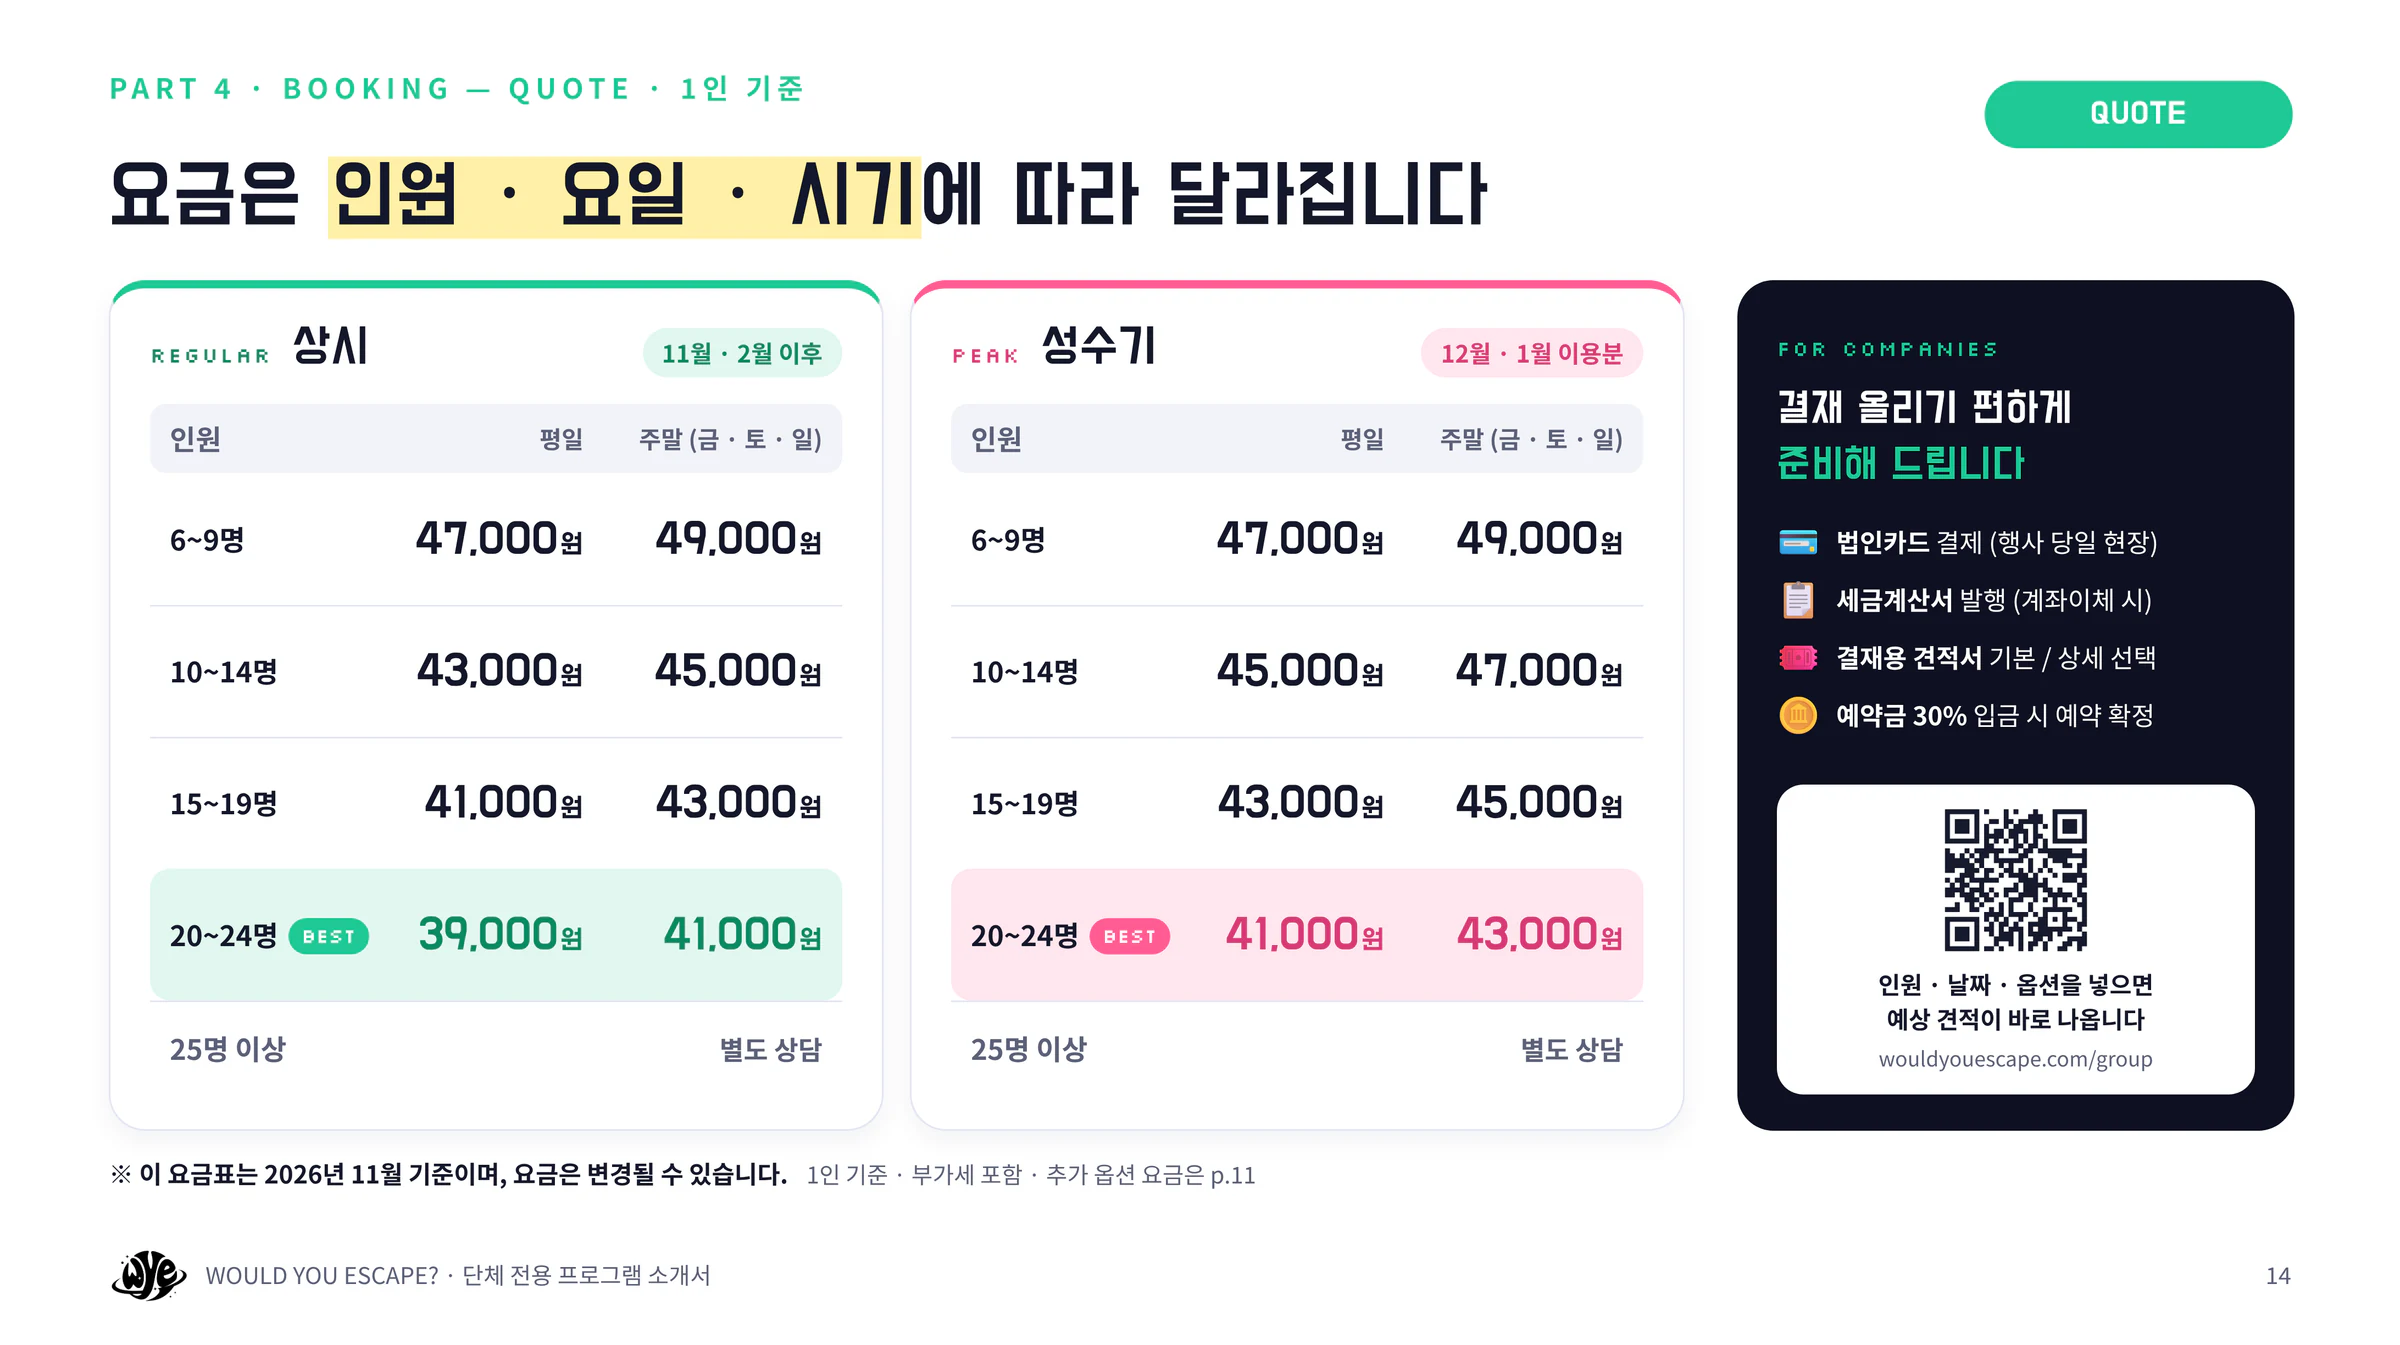 PART 4 · BOOKING — QUOTE · 1인 기준
QUOTE
요금은 인원 · 요일 · 시기에 따라 달라집니다
REGULAR 상시 11월 · 2월 이후
인원 평일 주말 (금 · 토 · 일)
6~9명 47,000원 49,000원
10~14명 43,000원 45,000원
15~19명 41,000원 43,000원
20~24명 BEST 39,000원 41,000원
25명 이상 별도 상담
PEAK 성수기 12월 · 1월 이용분
인원 평일 주말 (금 · 토 · 일)
6~9명 47,000원 49,000원
10~14명 45,000원 47,000원
15~19명 43,000원 45,000원
20~24명 BEST 41,000원 43,000원
25명 이상 별도 상담
FOR COMPANIES
결재 올리기 편하게
준비해 드립니다
법인카드 결제 (행사 당일 현장)
세금계산서 발행 (계좌이체 시)
결재용 견적서 기본 / 상세 선택
예약금 30% 입금 시 예약 확정
인원 · 날짜 · 옵션을 넣으면
예상 견적이 바로 나옵니다
wouldyouescape.com/group
※ 이 요금표는 2026년 11월 기준이며, 요금은 변경될 수 있습니다. 1인 기준 · 부가세 포함 · 추가 옵션 요금은 p.11
wye WOULD YOU ESCAPE? · 단체 전용 프로그램 소개서
14